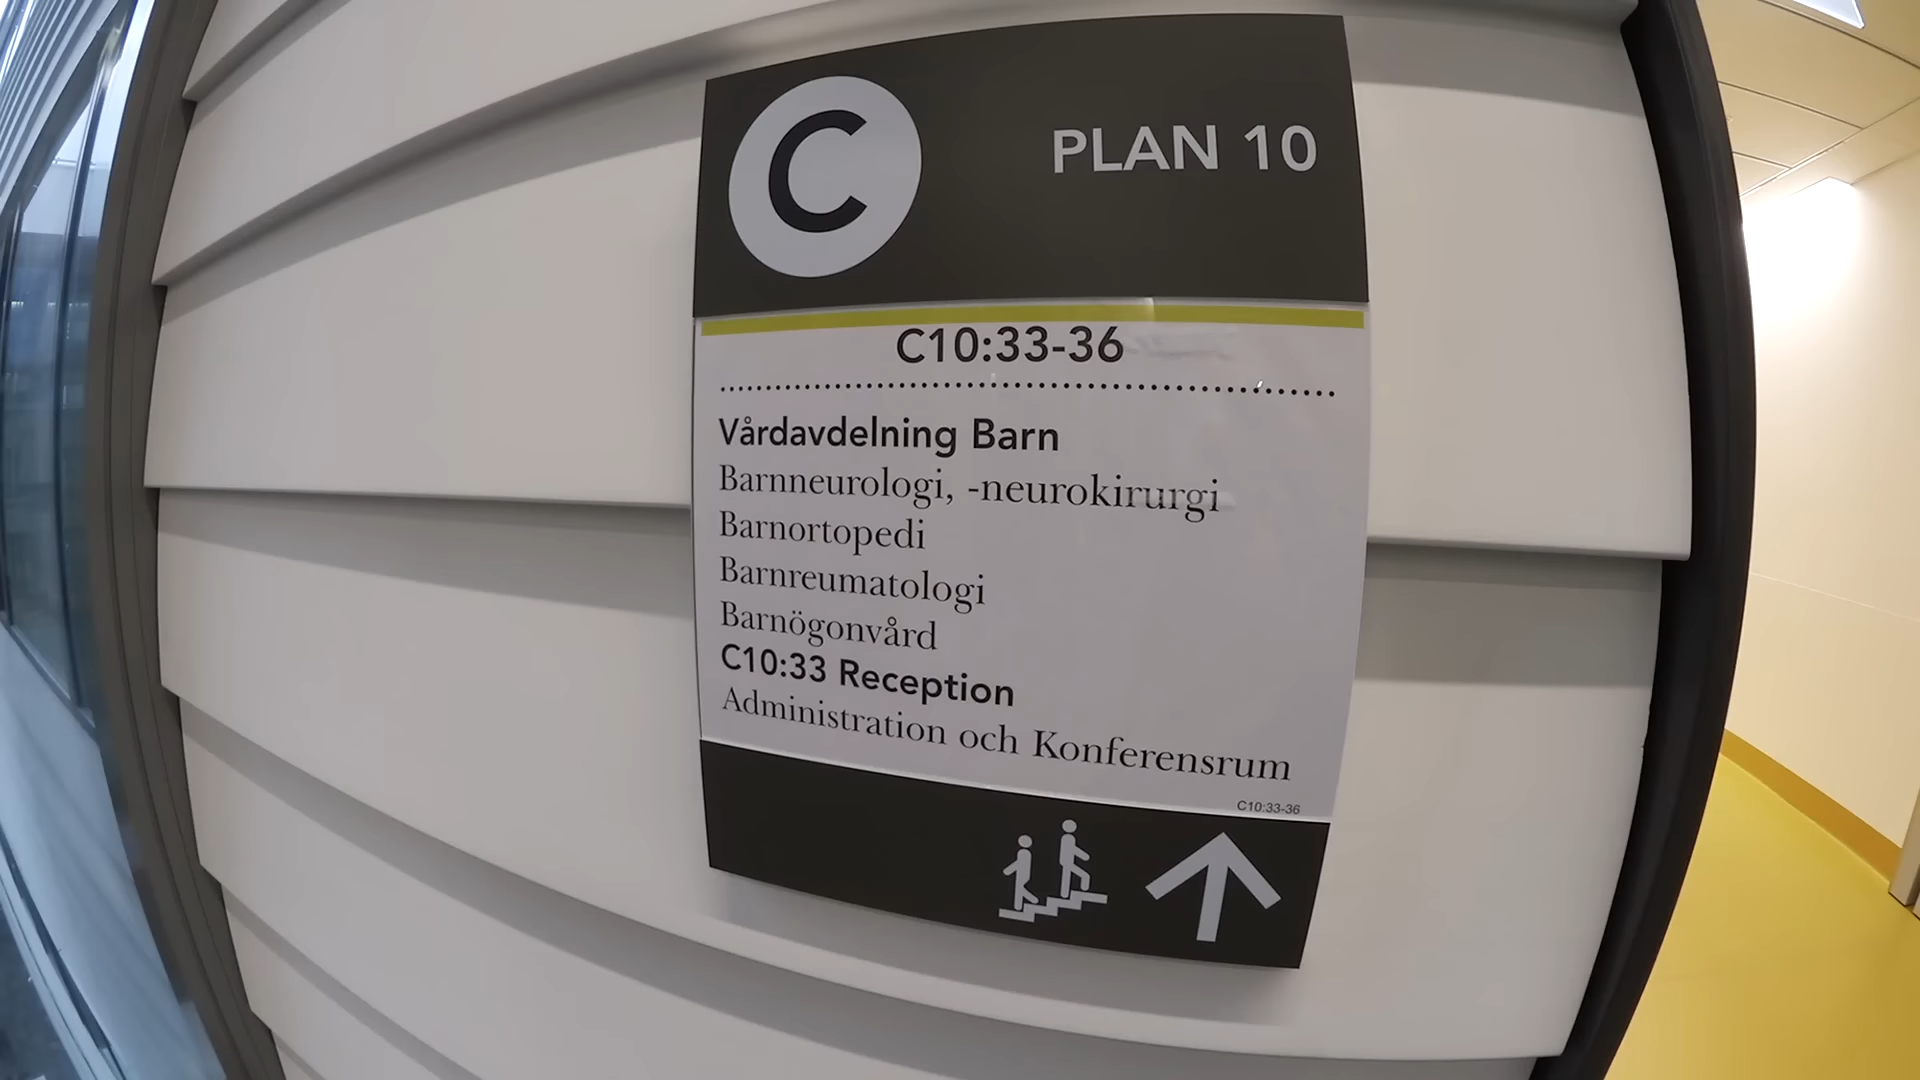 C
PLAN 10
C10:33-36
Vårdavdelning Barn
Barnneurologi, -neurokirurgi
Barnortopedi
Barnreumatologi
Barnögonvård
C10:33 Reception
Administration och Konferensrum
C10:33-36